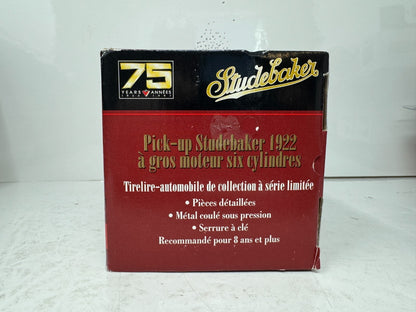 75
YEARS ANNÉES
Studebaker
Pick-up Studebaker 1922
à gros moteur six cylindres
Tirelire-automobile de collection à série limitée
• Pièces détaillées
• Métal coulé sous pression
• Serrure à clé
Recommandé pour 8 ans et plus